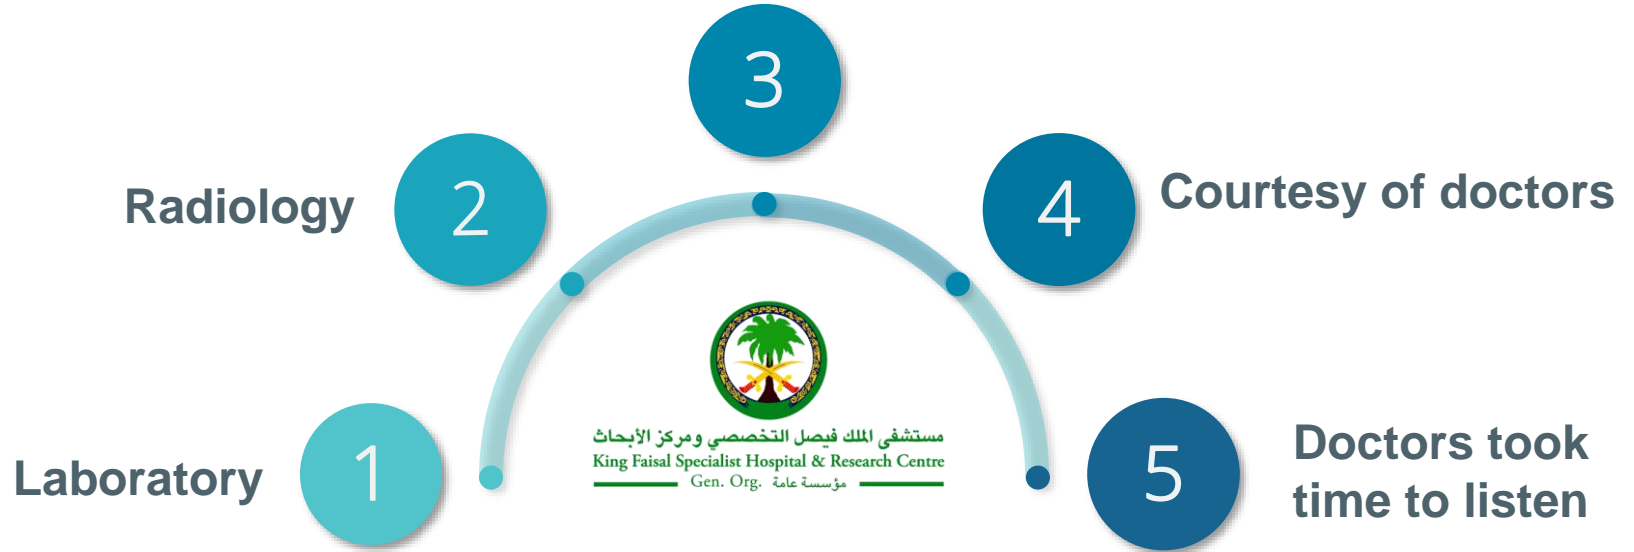 3
2
Radiology
4
Courtesy of doctors
1
Laboratory
مستشفى الملك فيصل التخصصي ومركز الأبحاث
King Faisal Specialist Hospital & Research Centre
Gen. Org. مؤسسة عامة
5
Doctors took
time to listen